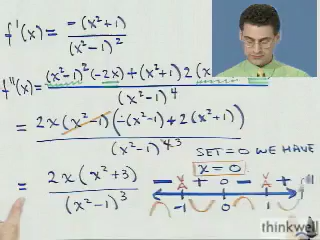 f'(x) = -(x²+1) / (x²-1)²
f''(x) = (x²-1)²(-2x) + (x²+1) 2 (x / (x²-1)⁴
= 2x(x²-1)(-(x²-1) + 2(x²+1)) / (x²-1)⁴ ³
SET = 0 WE HAVE
x = 0.
= 2x(x²+3) / (x²-1)³
- x + 0 - x +
-1 0 1
thinkwell